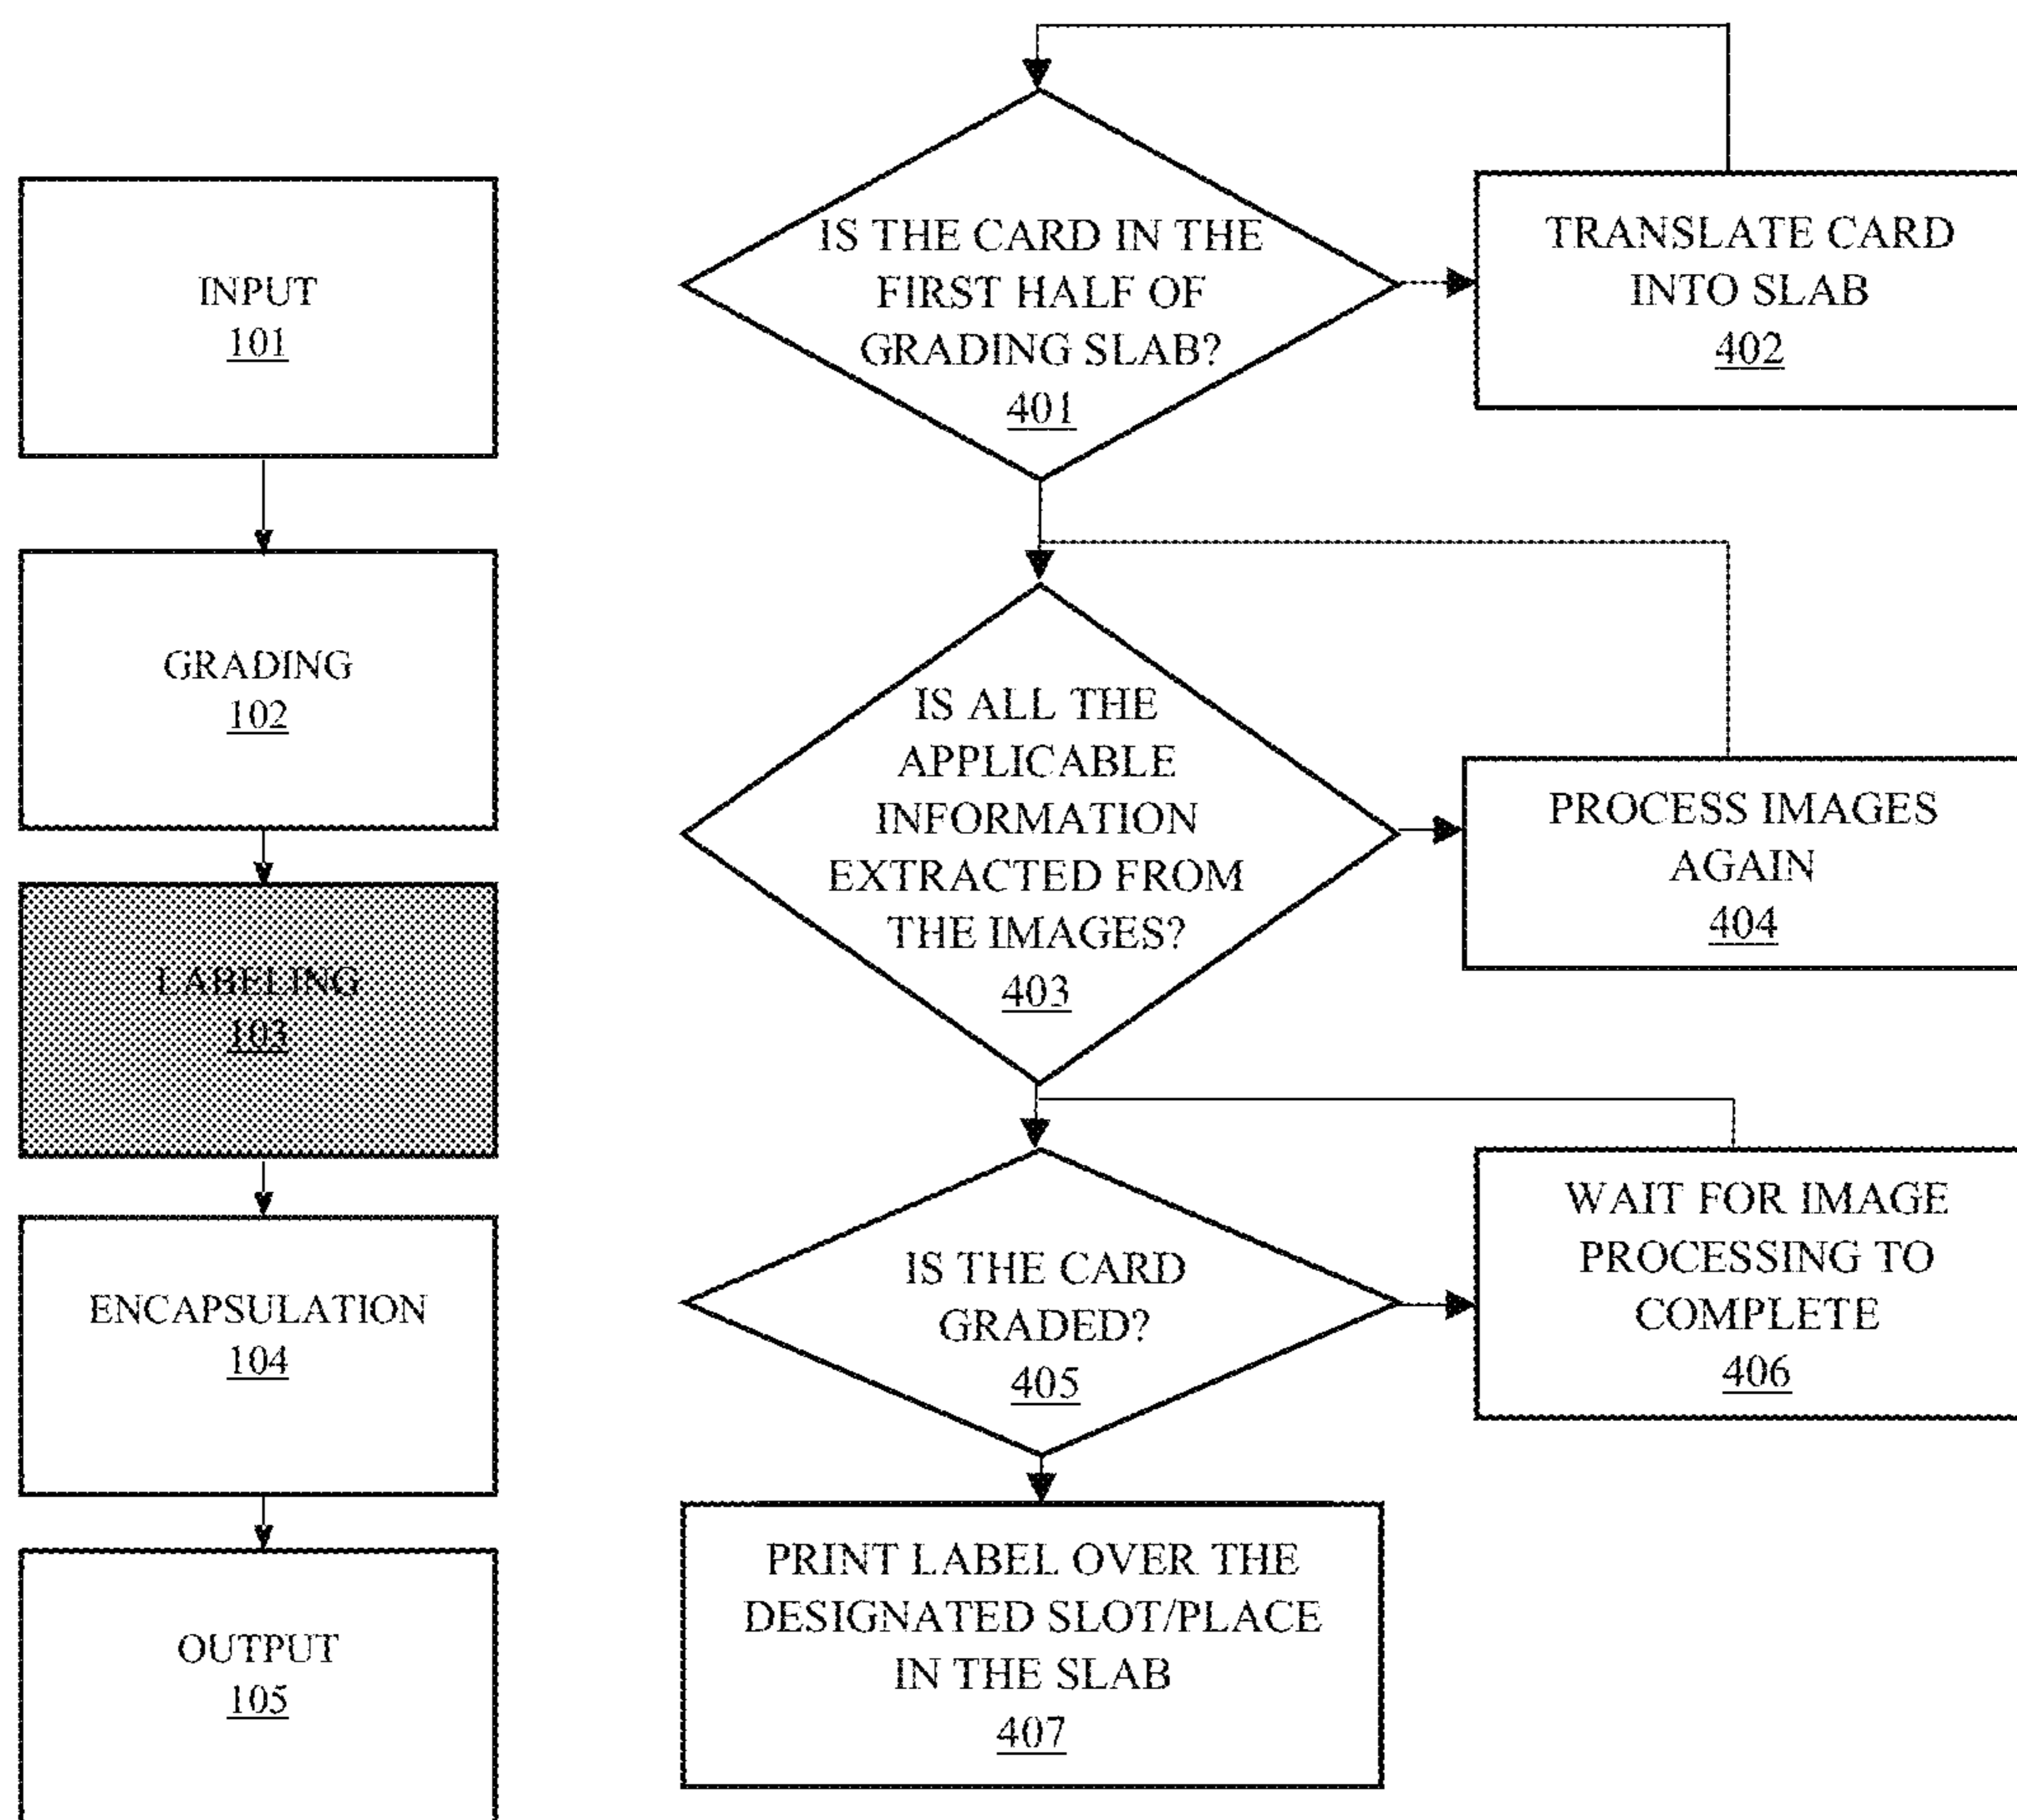 INPUT
101
GRADING
102
LABELING
103
ENCAPSULATION
104
OUTPUT
105
IS THE CARD IN THE
FIRST HALF OF
GRADING SLAB?
401
TRANSLATE CARD
INTO SLAB
402
IS ALL THE
APPLICABLE
INFORMATION
EXTRACTED FROM
THE IMAGES?
403
PROCESS IMAGES
AGAIN
404
IS THE CARD
GRADED?
405
WAIT FOR IMAGE
PROCESSING TO
COMPLETE
406
PRINT LABEL OVER THE
DESIGNATED SLOT/PLACE
IN THE SLAB
407